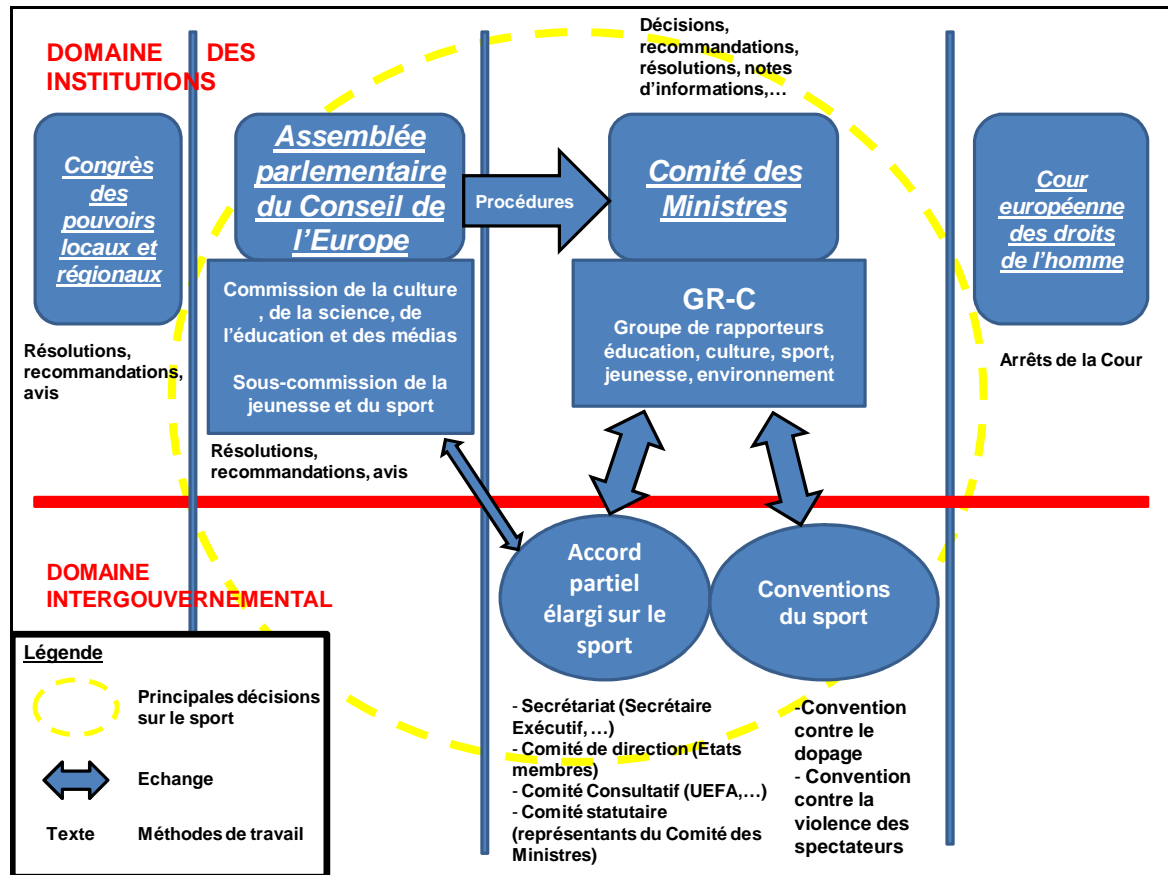 DOMAINE DES
INSTITUTIONS
Décisions,
recommandations,
résolutions, notes
d'informations,…
Congrès
des
pouvoirs
locaux et
régionaux
Résolutions,
recommandations,
avis
Assemblée
parlementaire
du Conseil de
l'Europe
Procédures
Comité des
Ministres
Cour
européenne
des droits
de l'homme
Arrêts de la Cour
Commission de la culture
, de la science, de
l'éducation et des médias
Sous-commission de la
jeunesse et du sport
Résolutions,
recommandations, avis
GR-C
Groupe de rapporteurs
éducation, culture, sport,
jeunesse, environnement
DOMAINE
INTERGOUVERNEMENTAL
Accord
partiel
élargi sur le
sport
Conventions
du sport
- Secrétariat (Secrétaire
Exécutif, …)
- Comité de direction (Etats
membres)
- Comité Consultatif (UEFA,…)
- Comité statutaire
(représentants du Comité des
Ministres)
-Convention
contre le
dopage
- Convention
contre la
violence des
spectateurs
Légende
Principales décisions
sur le sport
Echange
Texte Méthodes de travail